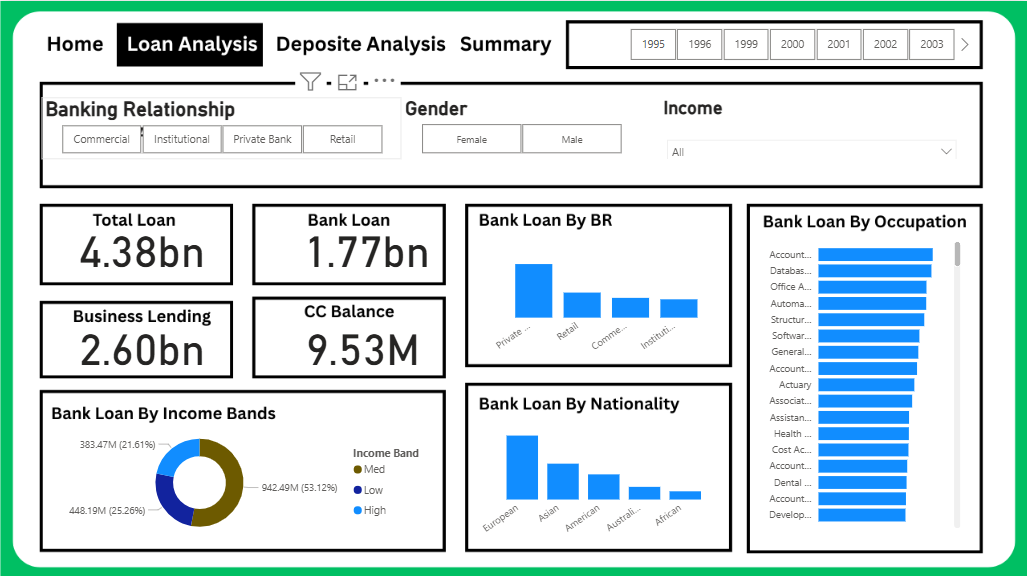 Home Loan Analysis Deposite Analysis Summary
1995 1996 1999 2000 2001 2002 2003
Banking Relationship
Commercial Institutional Private Bank Retail
Gender
Female Male
Income
All
Total Loan
4.38bn
Bank Loan
1.77bn
Business Lending
2.60bn
CC Balance
9.53M
Bank Loan By BR
Private ...
Retail
Comme...
Instituti...
Bank Loan By Occupation
Account...
Databas...
Office A...
Automa...
Structur...
Softwar...
General...
Account...
Actuary
Associat...
Assistan...
Health ...
Cost Ac...
Account...
Dental ...
Account...
Develop...
Bank Loan By Income Bands
383.47M (21.61%)
448.19M (25.26%)
942.49M (53.12%)
Income Band
Med
Low
High
Bank Loan By Nationality
European
Asian
American
Australi...
African